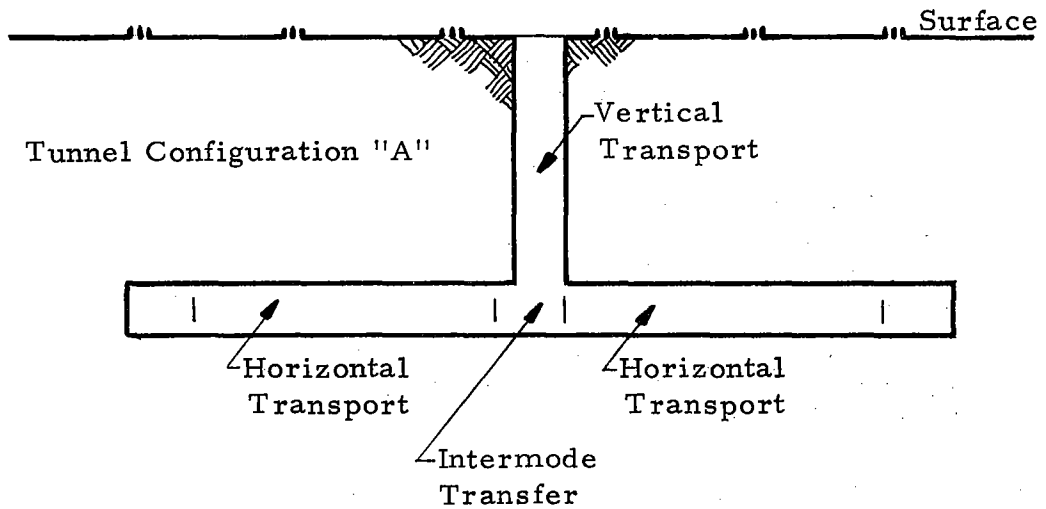 Surface
Vertical
Transport
Tunnel Configuration "A"
Horizontal
Transport
Horizontal
Transport
Intermode
Transfer